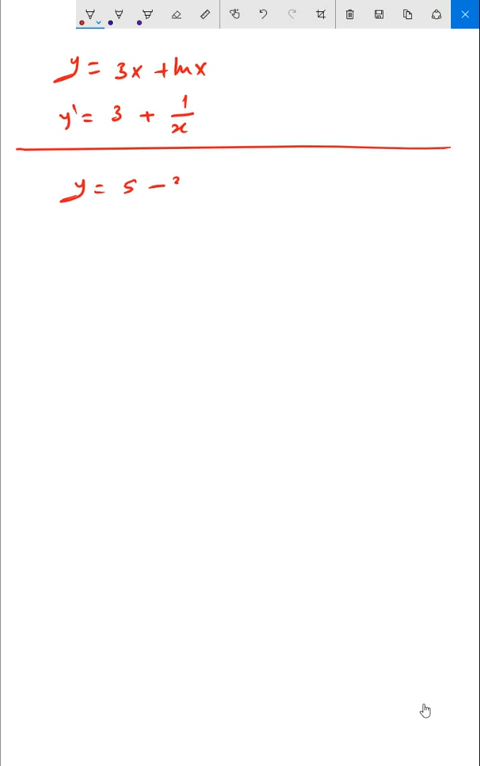 y = 3x + ln x
y' = 3 + 1/x
y = 5 -